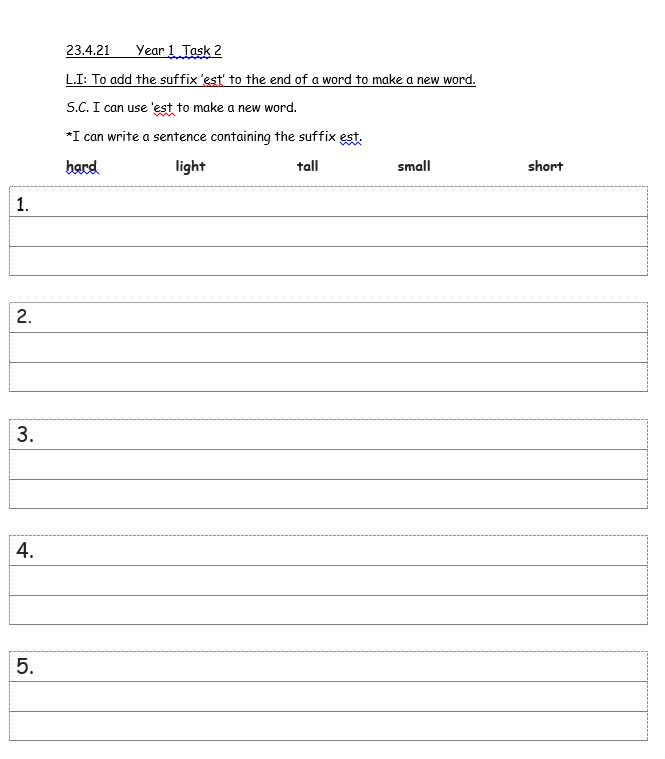 23.4.21 Year 1 Task 2
L.I: To add the suffix ‘est’ to the end of a word to make a new word.
S.C. I can use ‘est to make a new word.
*I can write a sentence containing the suffix est.
hard light tall small short
1.
2.
3.
4.
5.